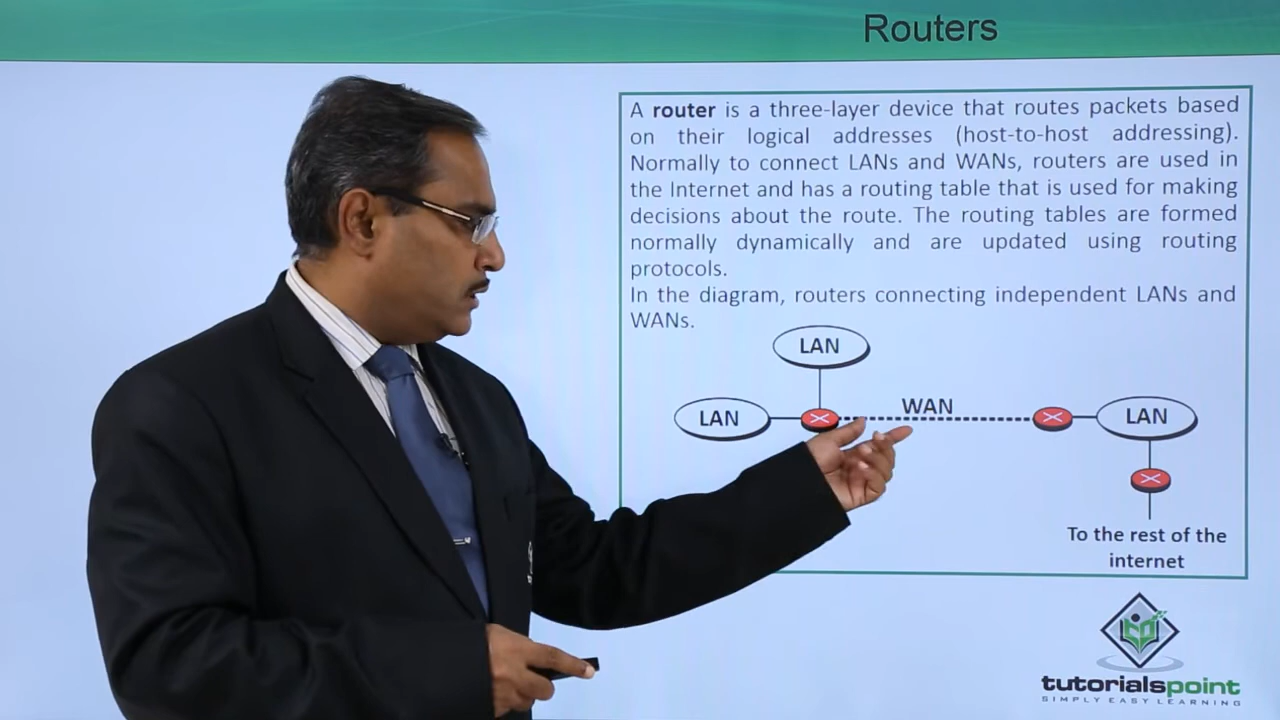 Routers
A router is a three-layer device that routes packets based
on their logical addresses (host-to-host addressing).
Normally to connect LANs and WANs, routers are used in
the Internet and has a routing table that is used for making
decisions about the route. The routing tables are formed
normally dynamically and are updated using routing
protocols.
In the diagram, routers connecting independent LANs and
WANs.
LAN
LAN
WAN
LAN
To the rest of the
internet
tutorialspoint
SIMPLY EASY LEARNING